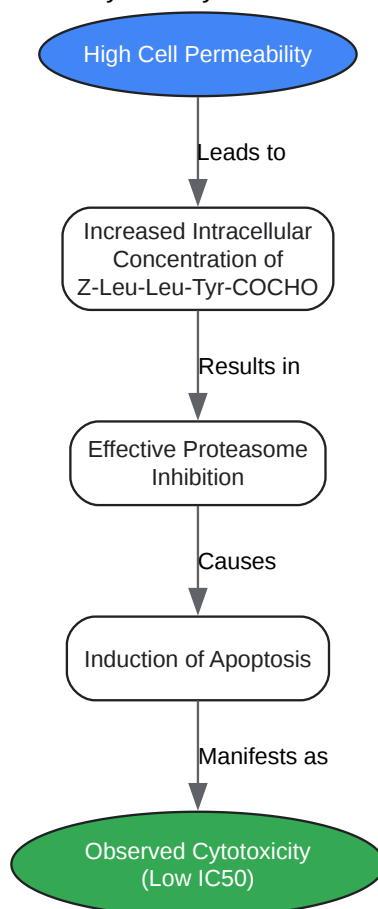 High Cell Permeability
Leads to
Increased Intracellular
Concentration of
Z-Leu-Leu-Tyr-COCHO
Results in
Effective Proteasome
Inhibition
Causes
Induction of Apoptosis
Manifests as
Observed Cytotoxicity
(Low IC50)